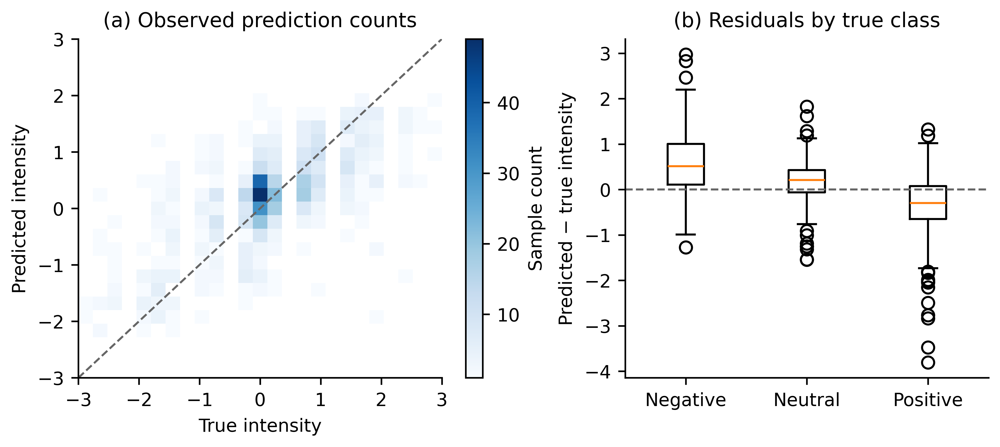 (a) Observed prediction counts
Predicted intensity
3
2
1
0
−1
−2
−3
−3
−2
−1
0
1
2
3
True intensity
40
30
20
10
Sample count
(b) Residuals by true class
Predicted − true intensity
3
2
1
0
−1
−2
−3
−4
Negative
Neutral
Positive